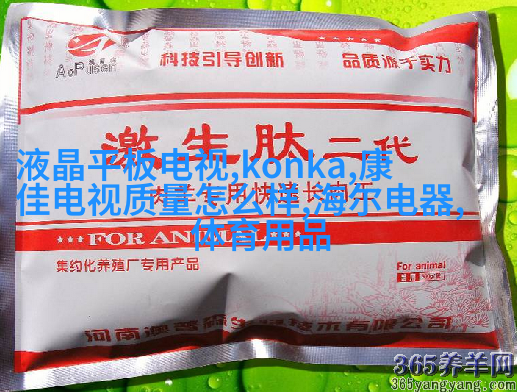 科技引导创新 品质源于实力
AoPuSen
激生肽二代
液晶平板电视,konka,康
佳电视质量怎么样,海尔电器,
体育用品
FOR ANIMAL
集约化养殖厂专用产品
For animal
365养羊网
www.365yangyang.com